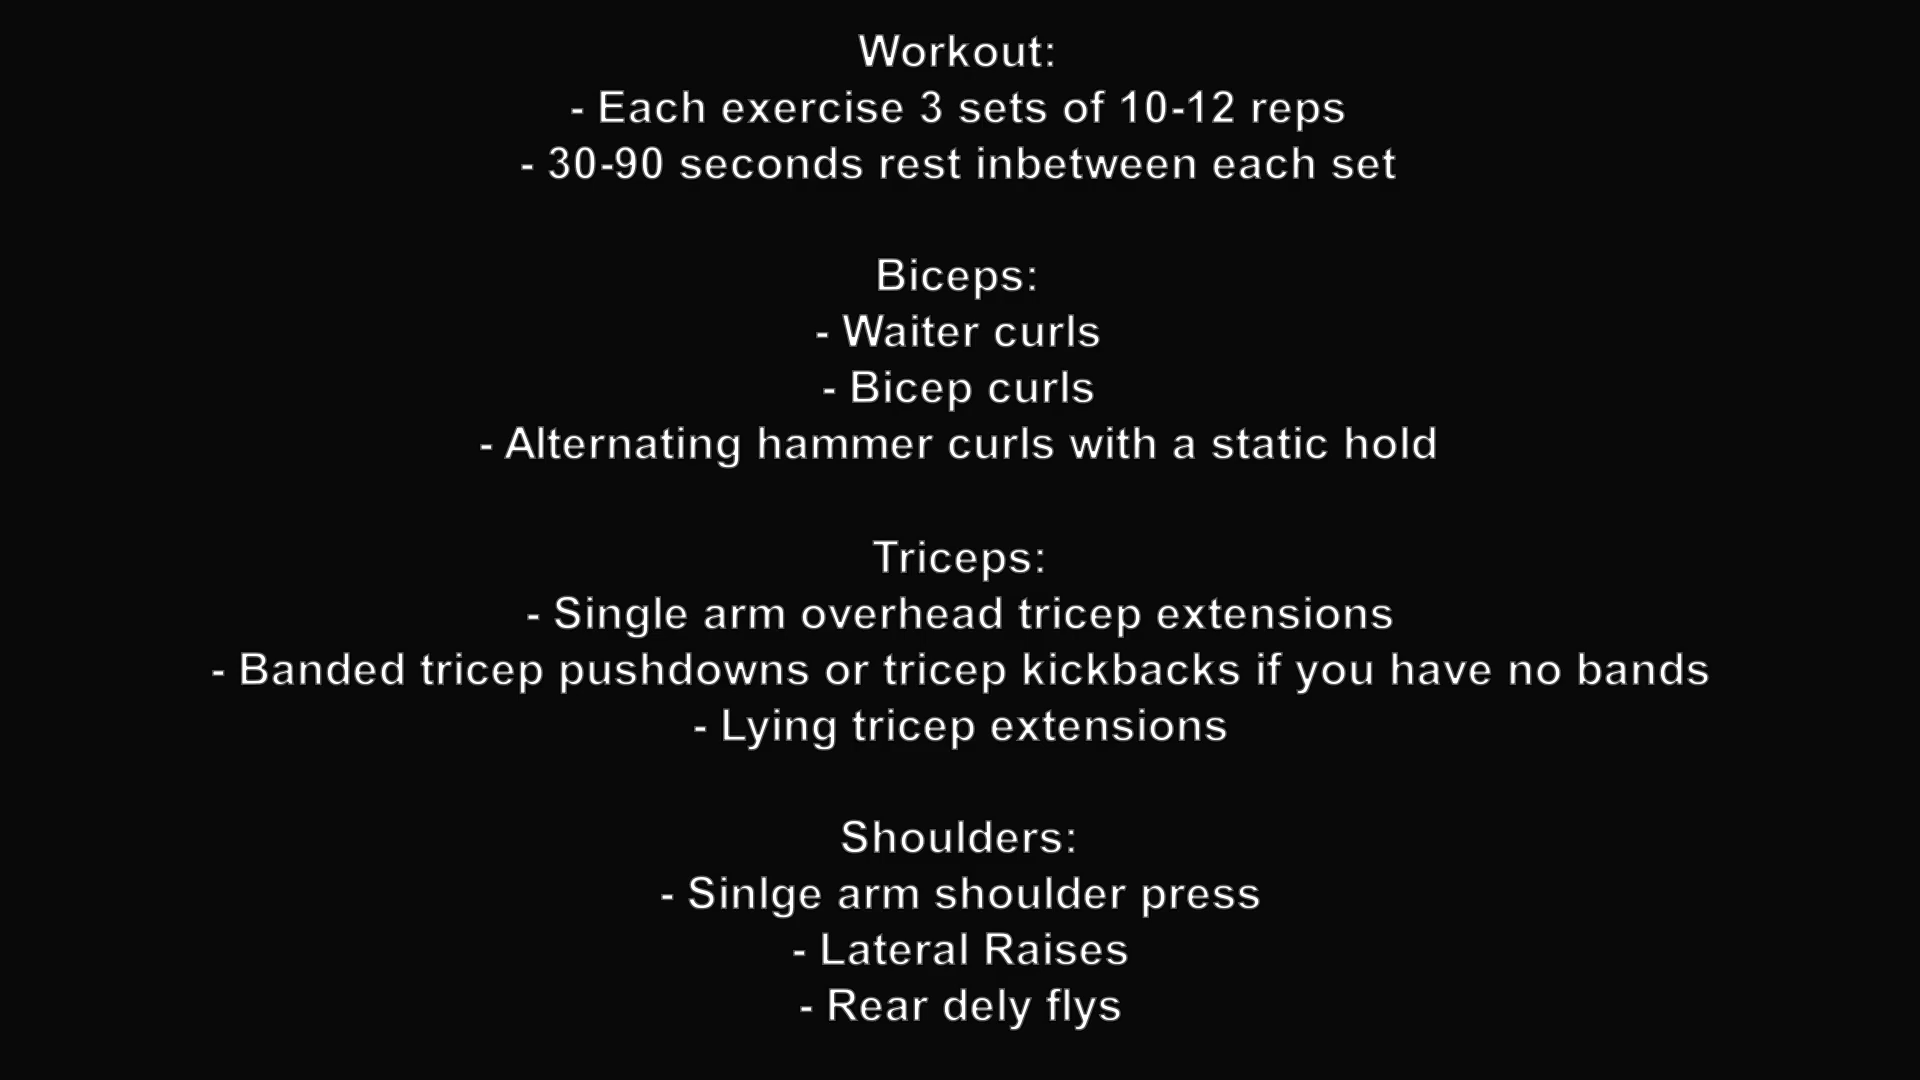 Workout:
- Each exercise 3 sets of 10-12 reps
- 30-90 seconds rest inbetween each set
Biceps:
- Waiter curls
- Bicep curls
- Alternating hammer curls with a static hold
Triceps:
- Single arm overhead tricep extensions
- Banded tricep pushdowns or tricep kickbacks if you have no bands
- Lying tricep extensions
Shoulders:
- Sinlge arm shoulder press
- Lateral Raises
- Rear dely flys